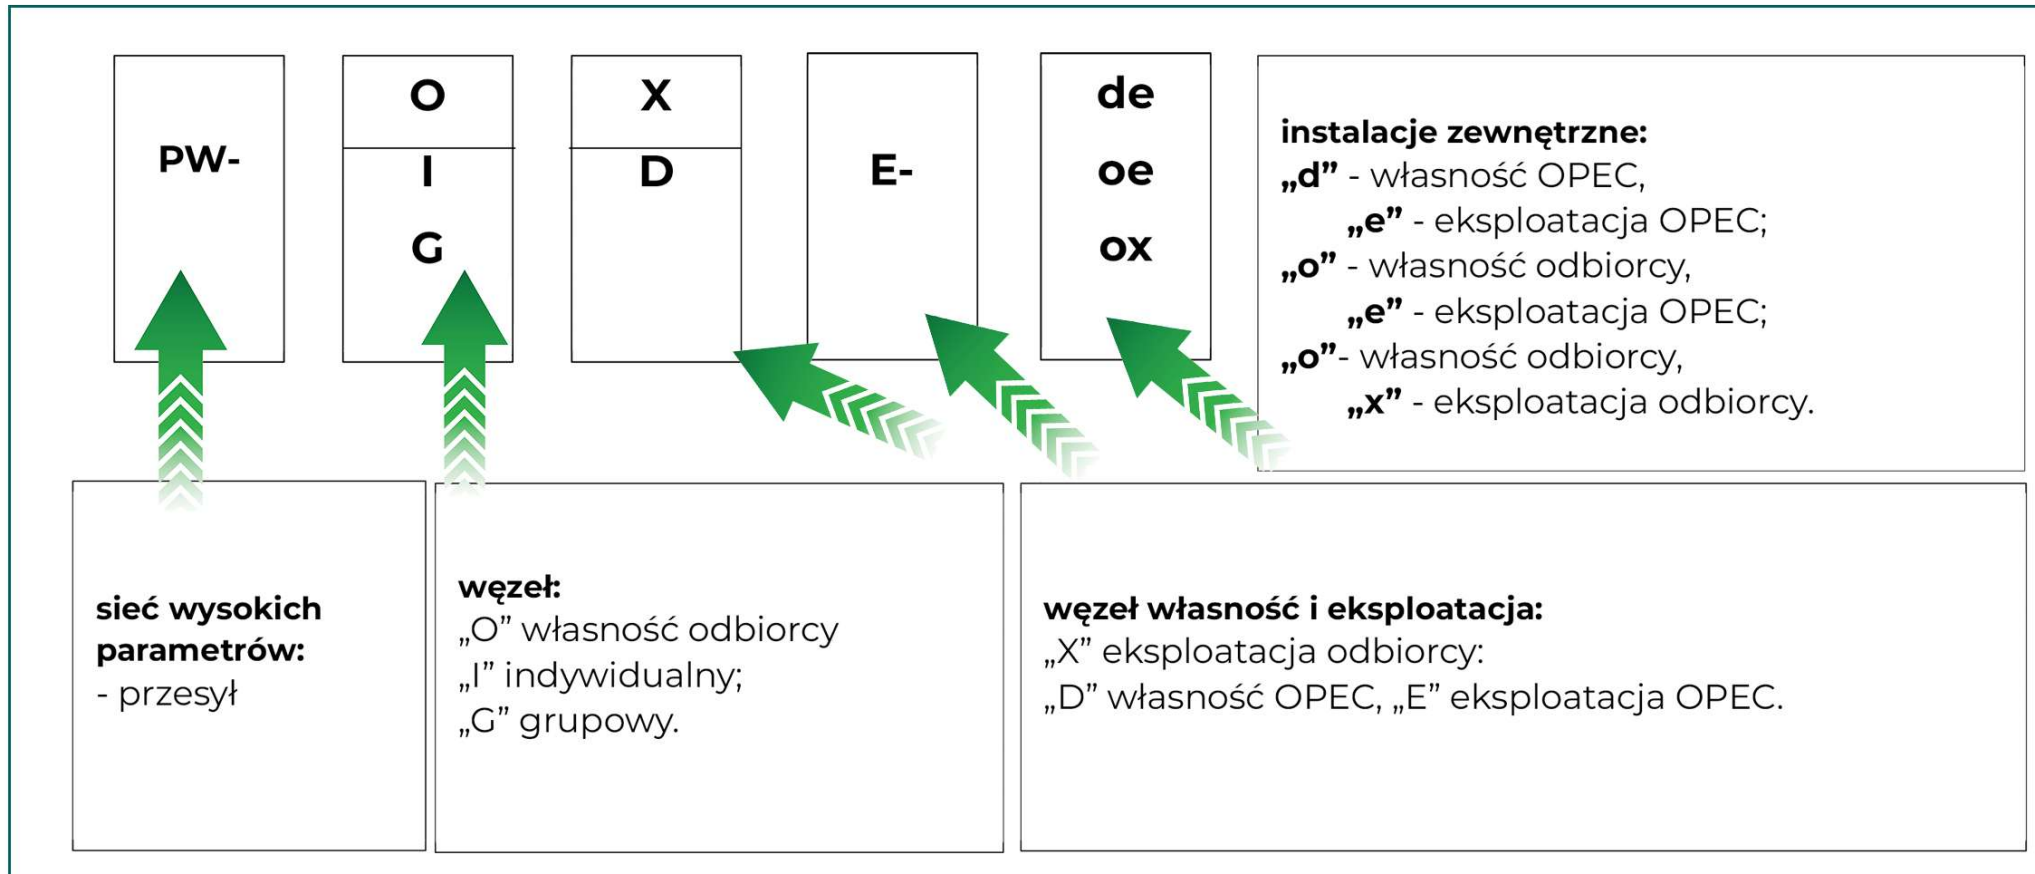 PW-
O
I
G
X
D
E-
de
oe
ox
instalacje zewnętrzne:
„d” - własność OPEC,
„e” - eksploatacja OPEC;
„o” - własność odbiorcy,
„e” - eksploatacja OPEC;
„o”- własność odbiorcy,
„x” - eksploatacja odbiorcy.
sieć wysokich
parametrów:
- przesył
węzeł:
„O” własność odbiorcy
„I” indywidualny;
„G” grupowy.
węzeł własność i eksploatacja:
„X” eksploatacja odbiorcy:
„D” własność OPEC, „E” eksploatacja OPEC.